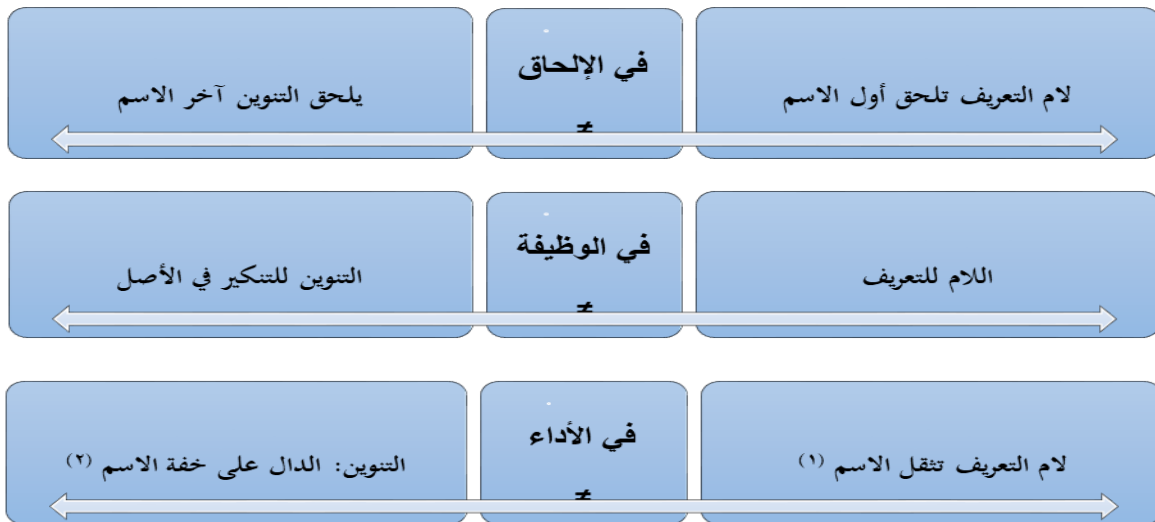 لام التعريف تلحق أول الاسم
في الإلحاق
≠
يلحق التنوين آخر الاسم
اللام للتعريف
في الوظيفة
≠
التنوين للتنكير في الأصل
لام التعريف تثقل الاسم (١)
في الأداء
≠
التنوين: الدال على خفة الاسم (٢)